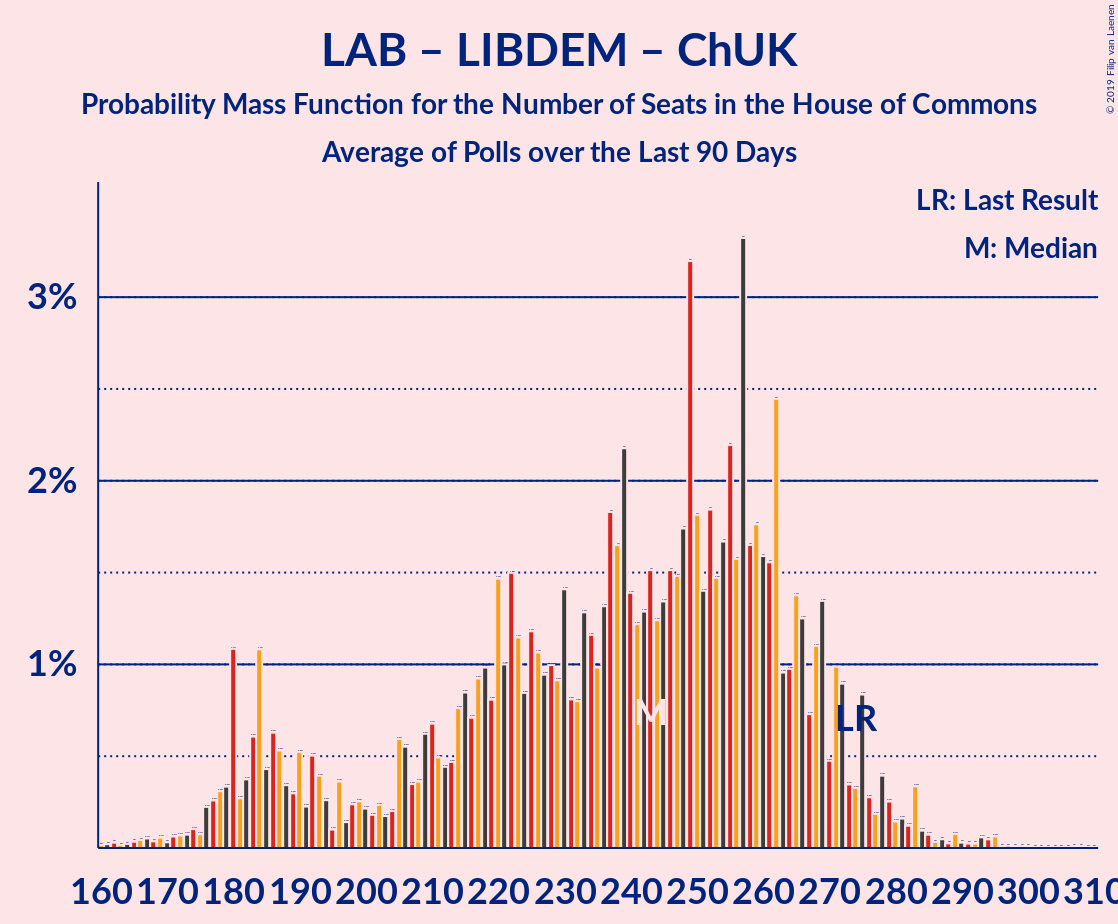 LAB – LIBDEM – ChUK
Probability Mass Function for the Number of Seats in the House of Commons
Average of Polls over the Last 90 Days
© 2019 Filip van Laenen
LR: Last Result
M: Median
3%
2%
1%
M
LR
160 170 180 190 200 210 220 230 240 250 260 270 280 290 300 310